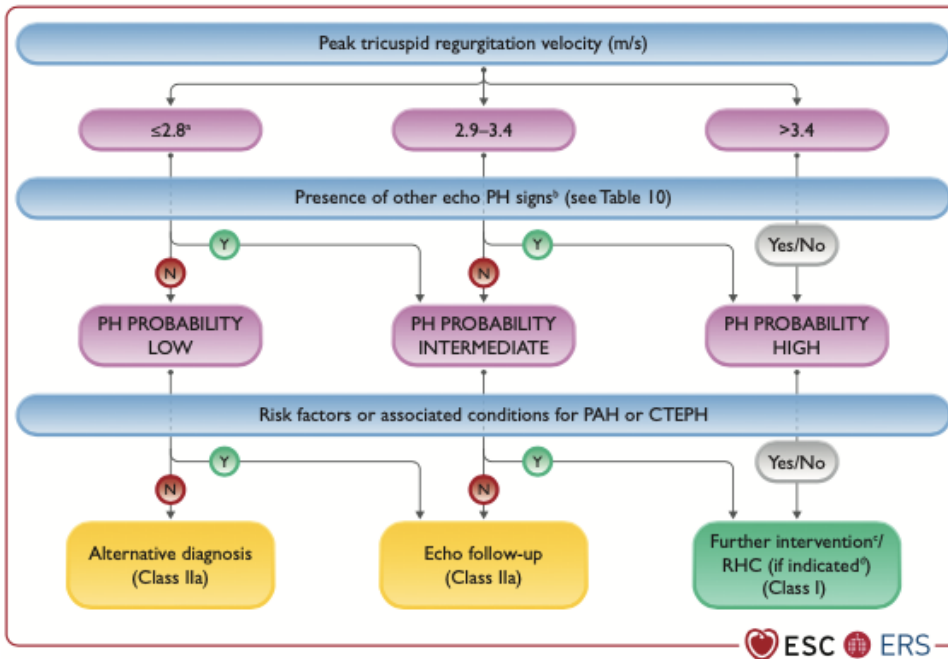 Peak tricuspid regurgitation velocity (m/s)
≤2.8ᵃ
2.9–3.4
>3.4
Presence of other echo PH signsᵇ (see Table 10)
Y
Y
Yes/No
N
N
PH PROBABILITY
LOW
PH PROBABILITY
INTERMEDIATE
PH PROBABILITY
HIGH
Risk factors or associated conditions for PAH or CTEPH
Y
Y
Yes/No
N
N
Alternative diagnosis
(Class IIa)
Echo follow-up
(Class IIa)
Further interventionᶜ/
RHC (if indicatedᵈ)
(Class I)
ESC ERS